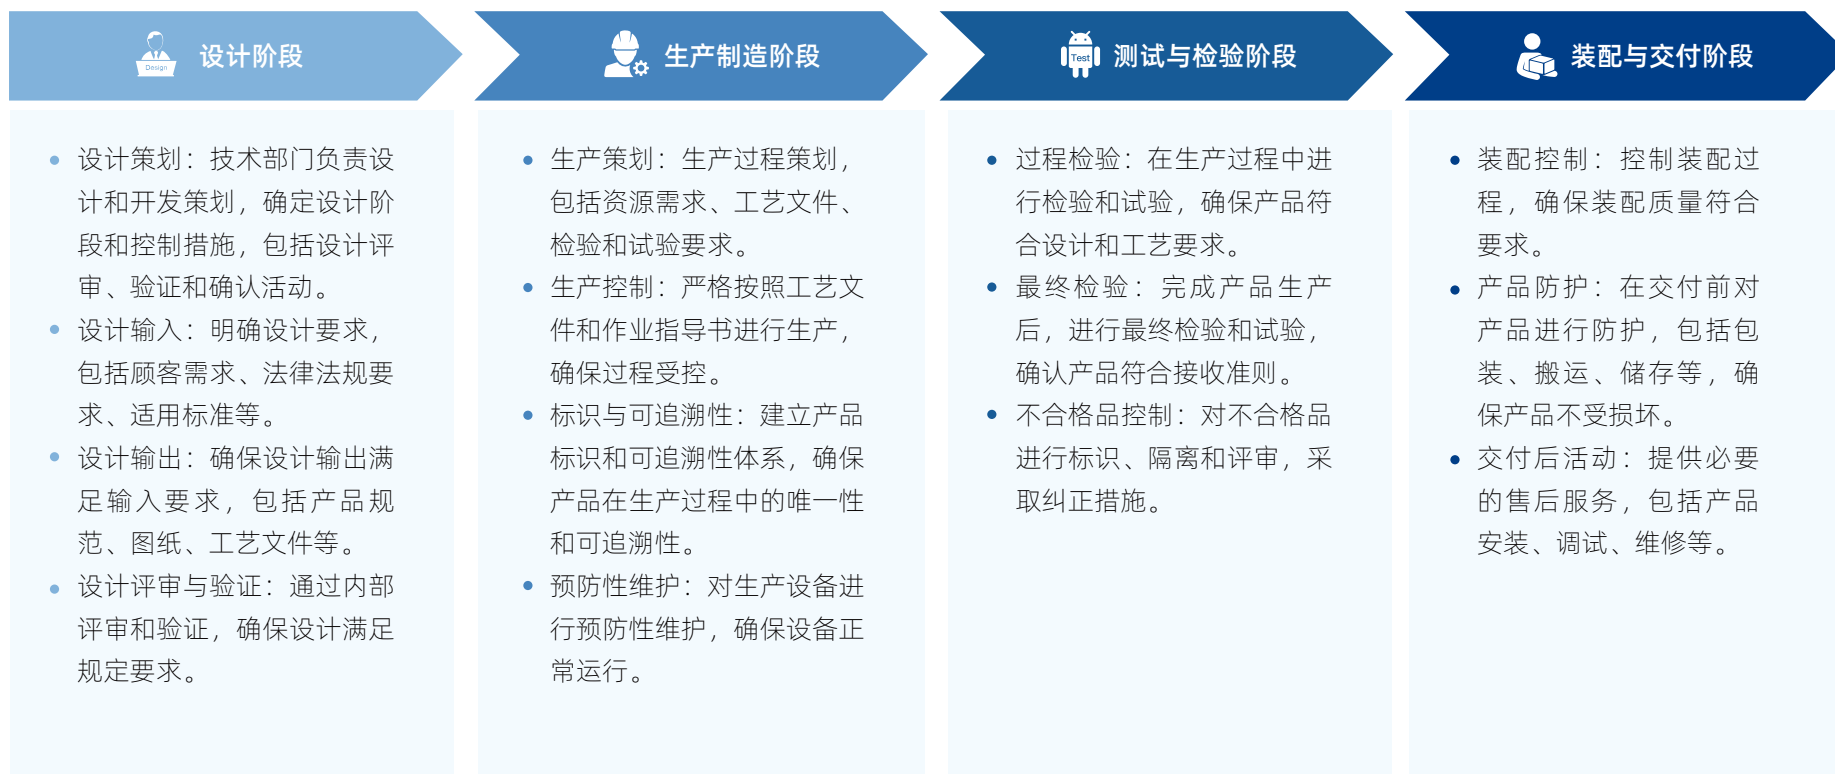 Design
设计阶段
设计策划：技术部门负责设
计和开发策划，确定设计阶
段和控制措施，包括设计评
审、验证和确认活动。
设计输入：明确设计要求，
包括顾客需求、法律法规要
求、适用标准等。
设计输出：确保设计输出满
足输入要求，包括产品规
范、图纸、工艺文件等。
设计评审与验证：通过内部
评审和验证，确保设计满足
规定要求。
生产制造阶段
生产策划：生产过程策划，
包括资源需求、工艺文件、
检验和试验要求。
生产控制：严格按照工艺文
件和作业指导书进行生产，
确保过程受控。
标识与可追溯性：建立产品
标识和可追溯性体系，确保
产品在生产过程中的唯一性
和可追溯性。
预防性维护：对生产设备进
行预防性维护，确保设备正
常运行。
Test
测试与检验阶段
过程检验：在生产过程中进
行检验和试验，确保产品符
合设计和工艺要求。
最终检验：完成产品生产
后，进行最终检验和试验，
确认产品符合接收准则。
不合格品控制：对不合格品
进行标识、隔离和评审，采
取纠正措施。
装配与交付阶段
装配控制：控制装配过
程，确保装配质量符合
要求。
产品防护：在交付前对
产品进行防护，包括包
装、搬运、储存等，确
保产品不受损坏。
交付后活动：提供必要
的售后服务，包括产品
安装、调试、维修等。